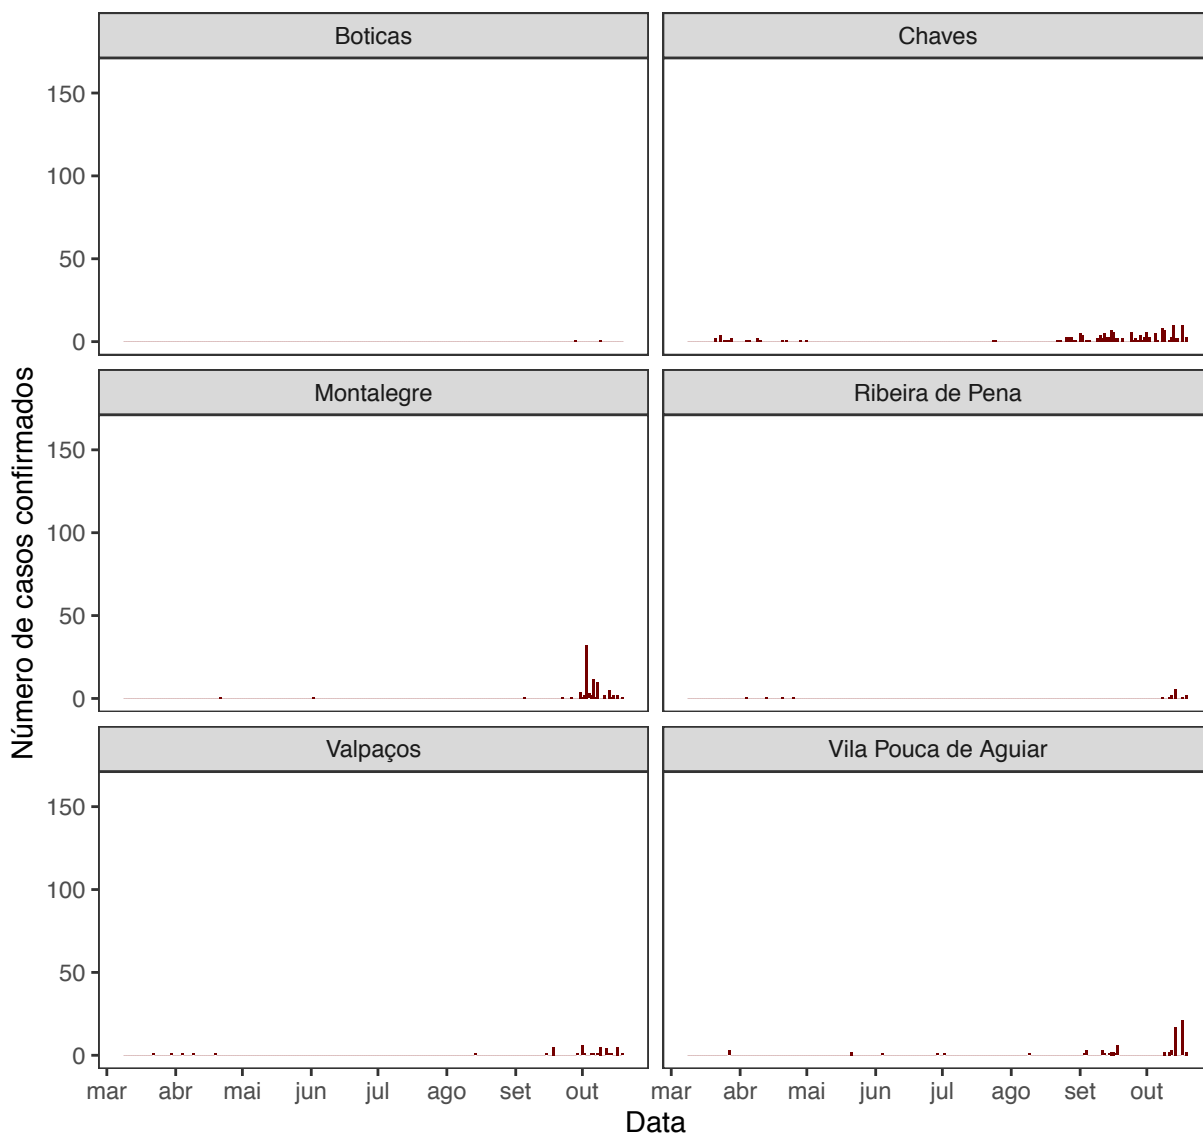 Boticas
Chaves
150
100
50
0
Montalegre
Ribeira de Pena
150
100
50
0
Valpaços
Vila Pouca de Aguiar
150
100
50
0
mar abr mai jun jul ago set out
mar abr mai jun jul ago set out
Data
Número de casos confirmados